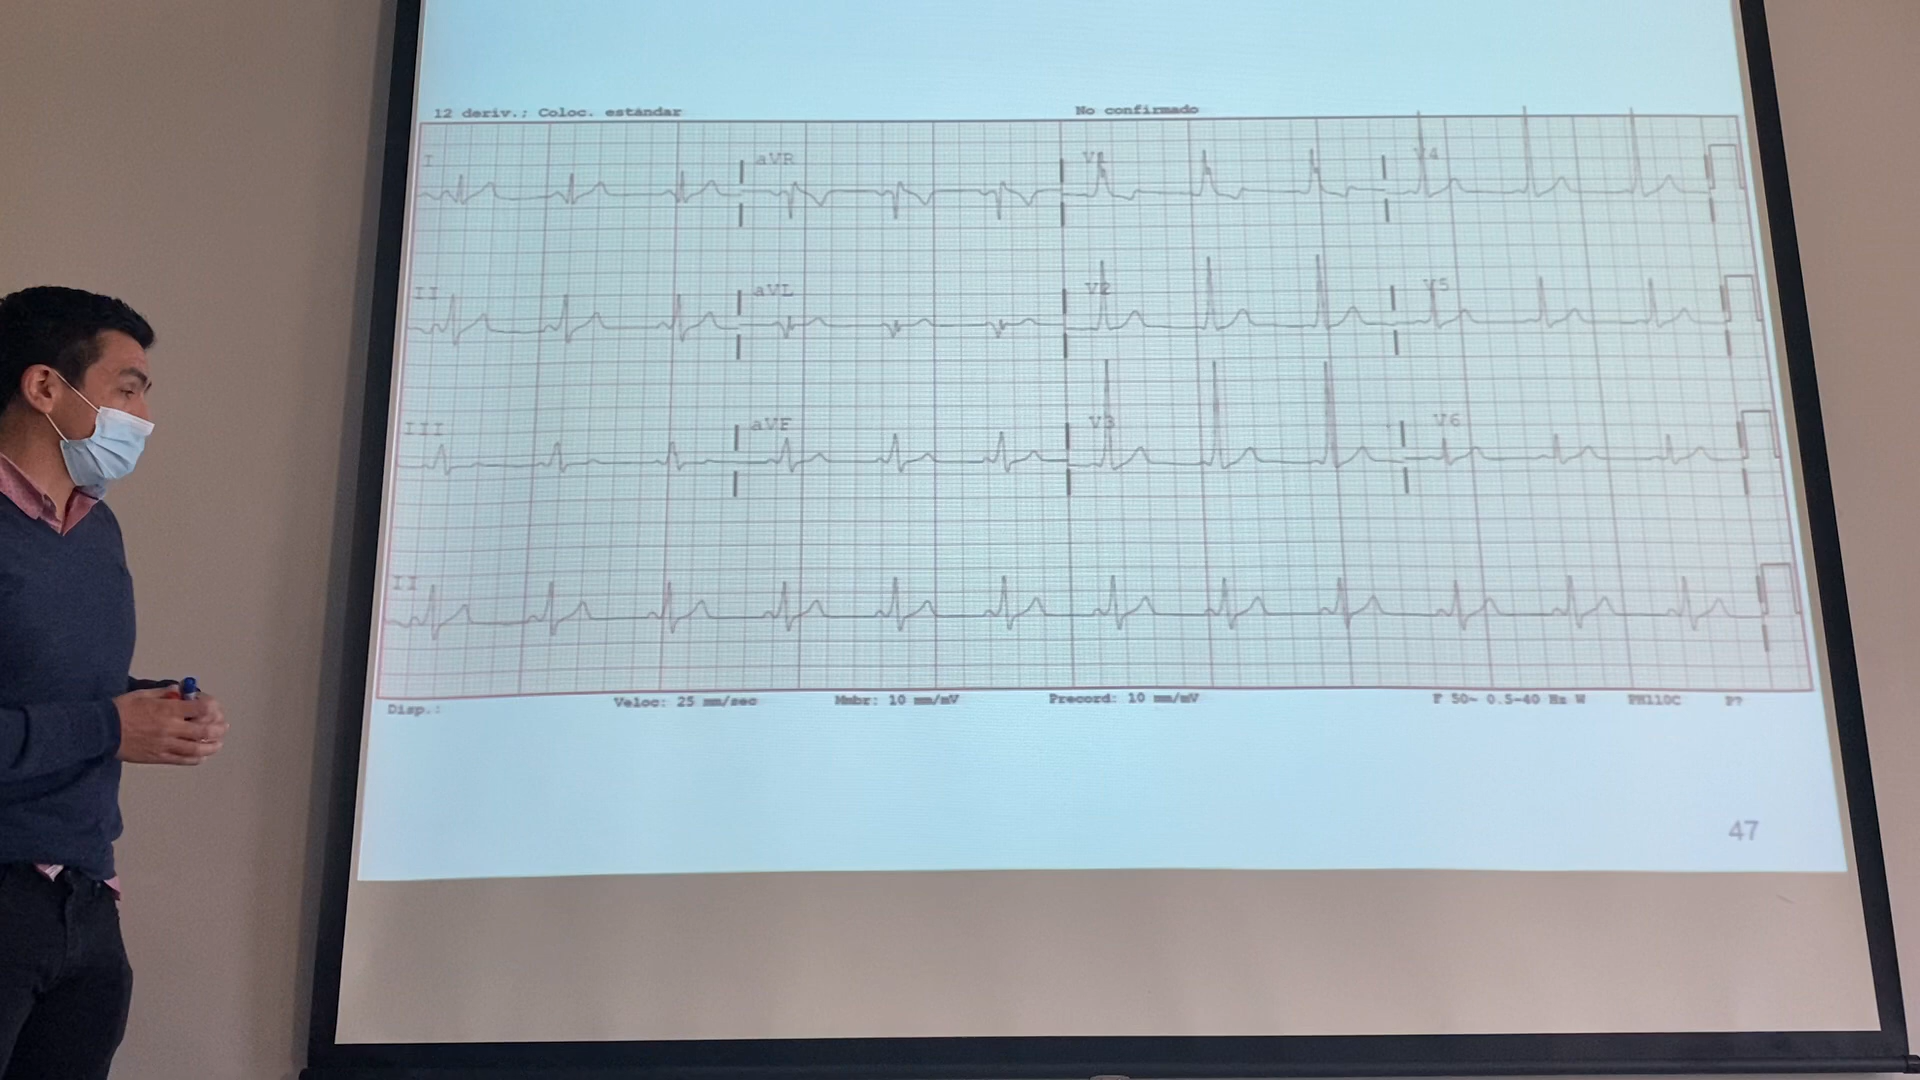 12 deriv.; Coloc. estándar No confirmado
I aVR V1 V4
II aVL V2 V5
III aVF V3 V6
II
Disp.: Veloc: 25 mm/sec Mmbr: 10 mm/mV Precord: 10 mm/mV F 50~ 0.5-40 Hz W PH110C P?
47